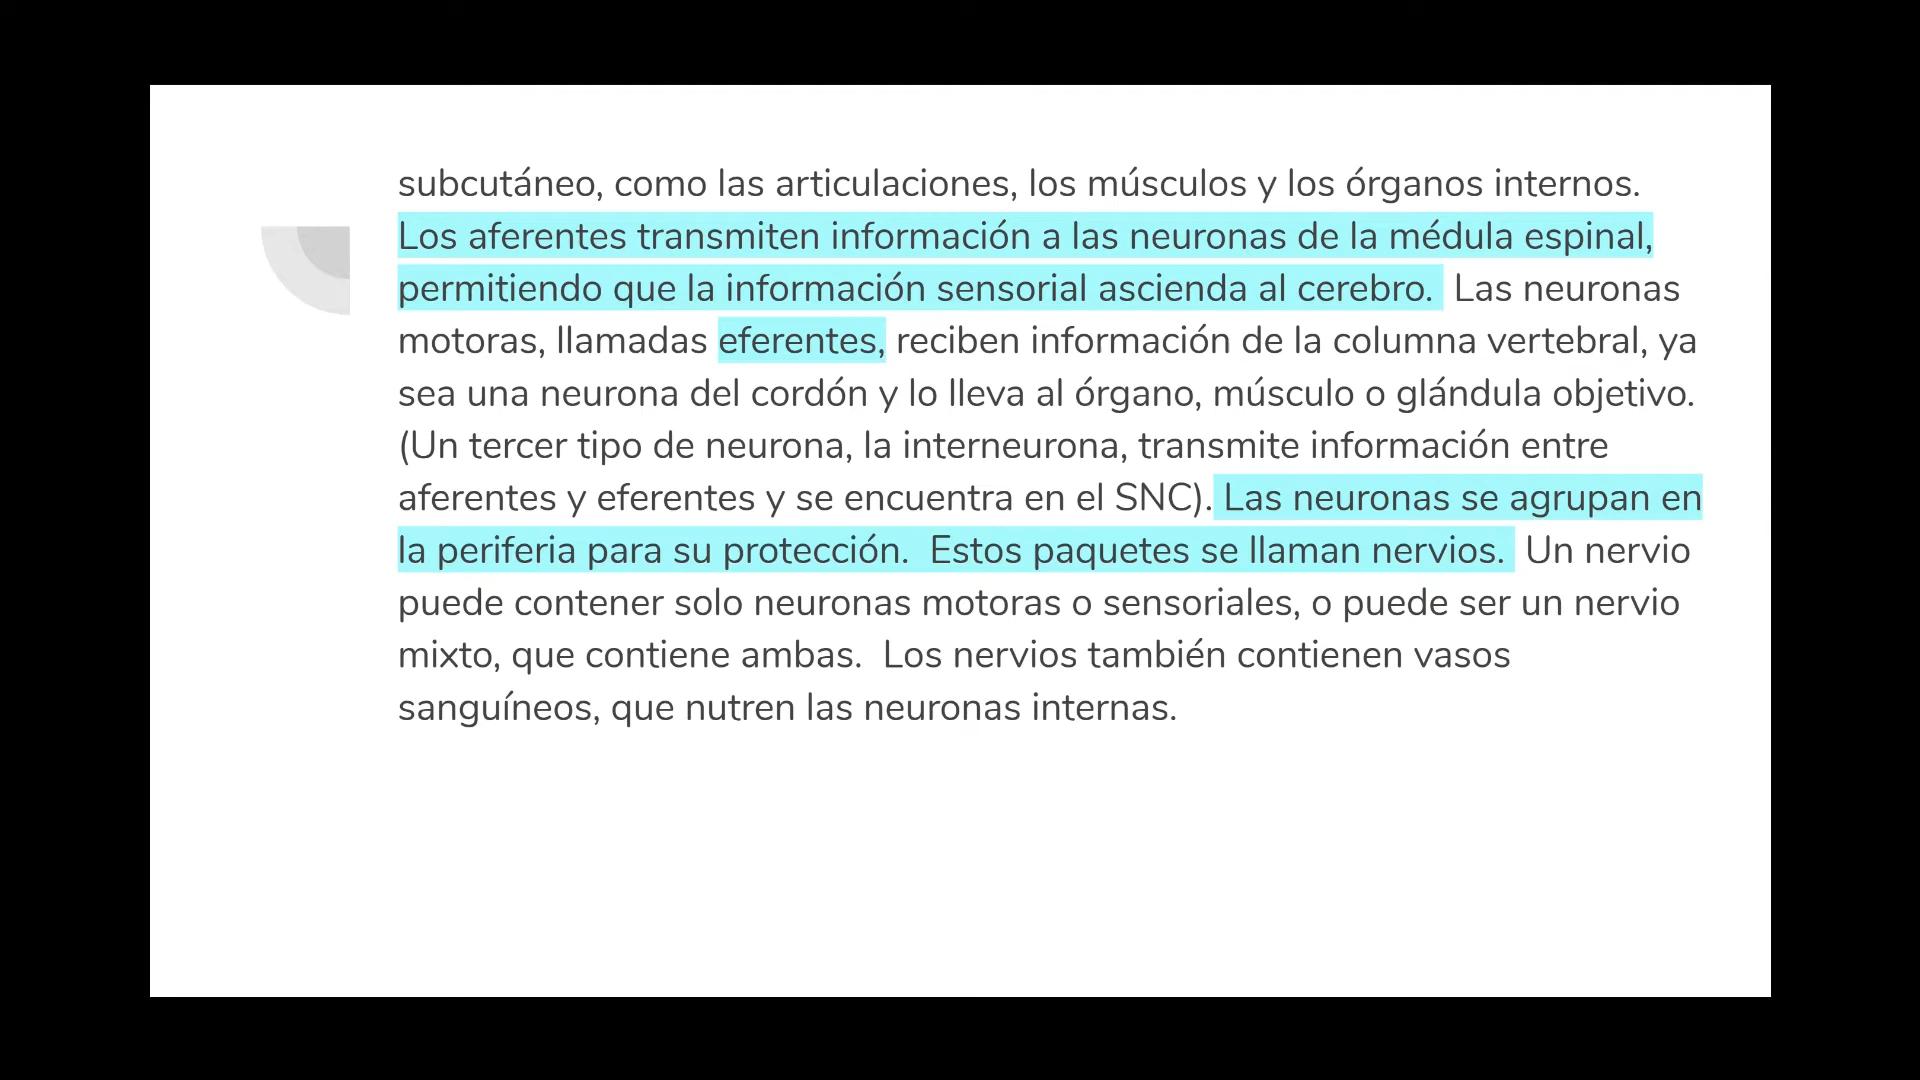 subcutáneo, como las articulaciones, los músculos y los órganos internos.
Los aferentes transmiten información a las neuronas de la médula espinal,
permitiendo que la información sensorial ascienda al cerebro.  Las neuronas
motoras, llamadas eferentes, reciben información de la columna vertebral, ya
sea una neurona del cordón y lo lleva al órgano, músculo o glándula objetivo.
(Un tercer tipo de neurona, la interneurona, transmite información entre
aferentes y eferentes y se encuentra en el SNC). Las neuronas se agrupan en
la periferia para su protección.  Estos paquetes se llaman nervios.  Un nervio
puede contener solo neuronas motoras o sensoriales, o puede ser un nervio
mixto, que contiene ambas.  Los nervios también contienen vasos
sanguíneos, que nutren las neuronas internas.